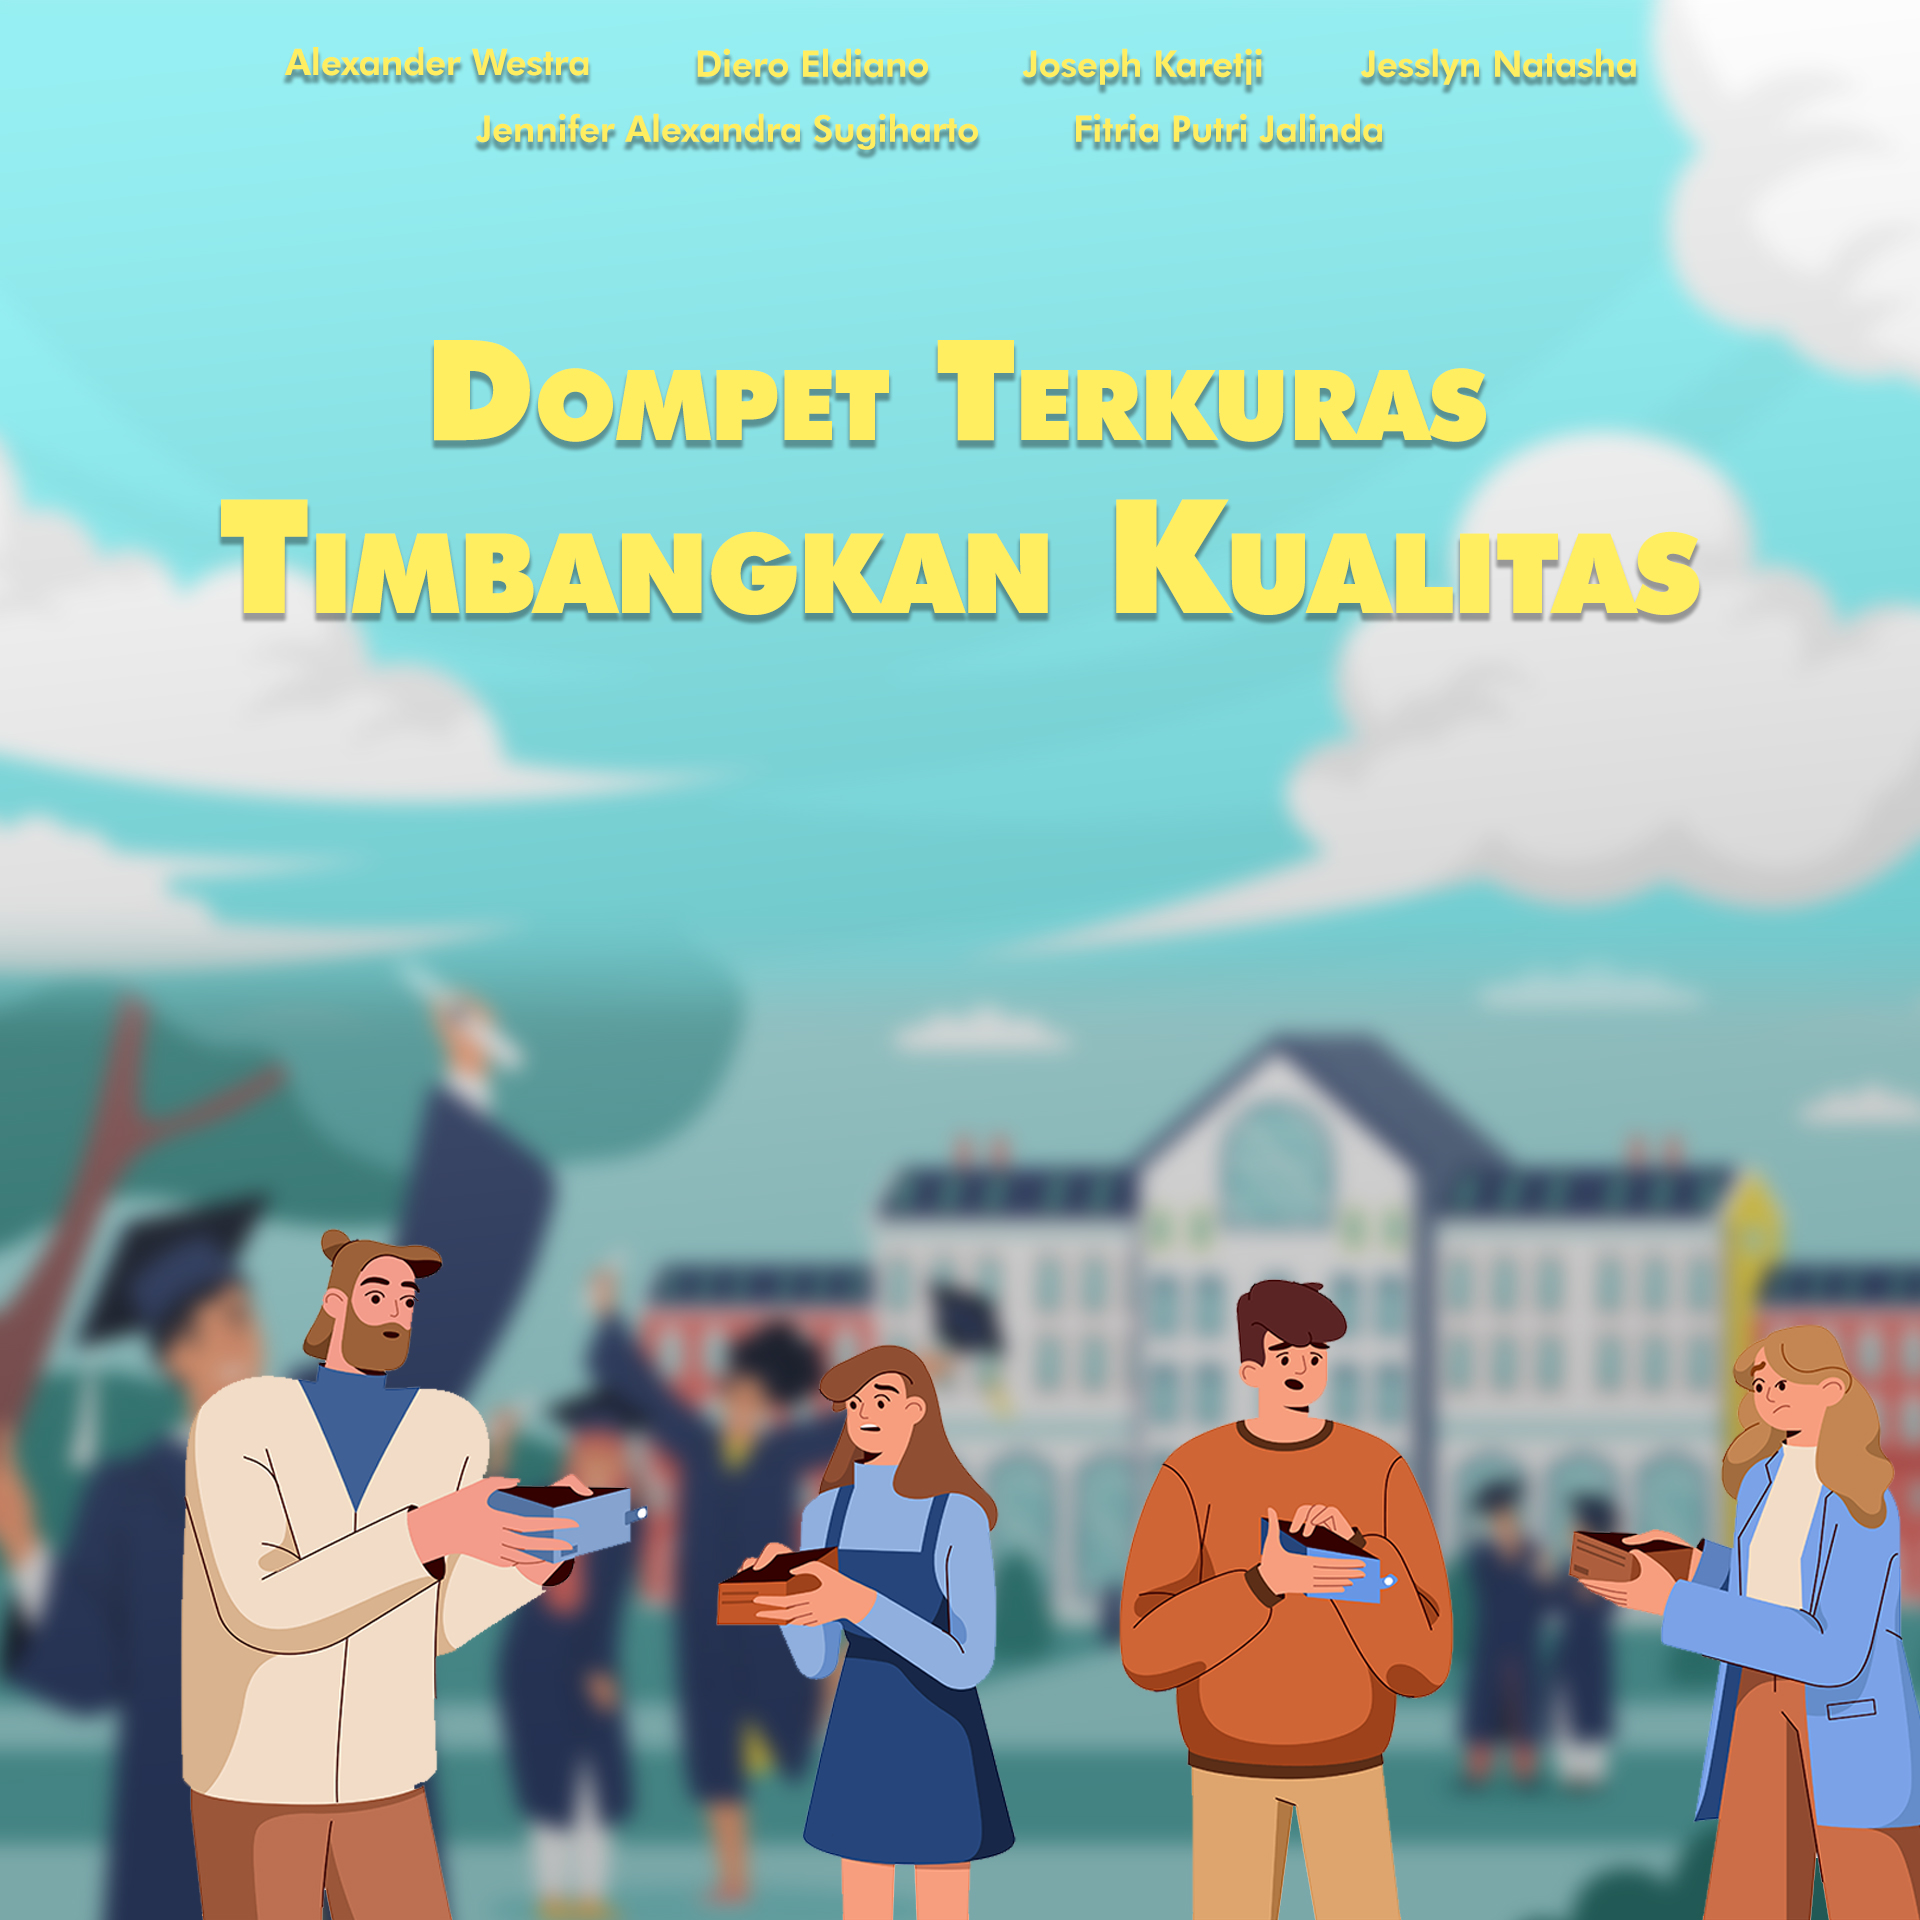 Alexander Westra Diero Eldiano Joseph Karetji Jesslyn Natasha
Jennifer Alexandra Sugiharto Fitria Putri Jalinda
Dompet Terkuras
Timbangkan Kualitas